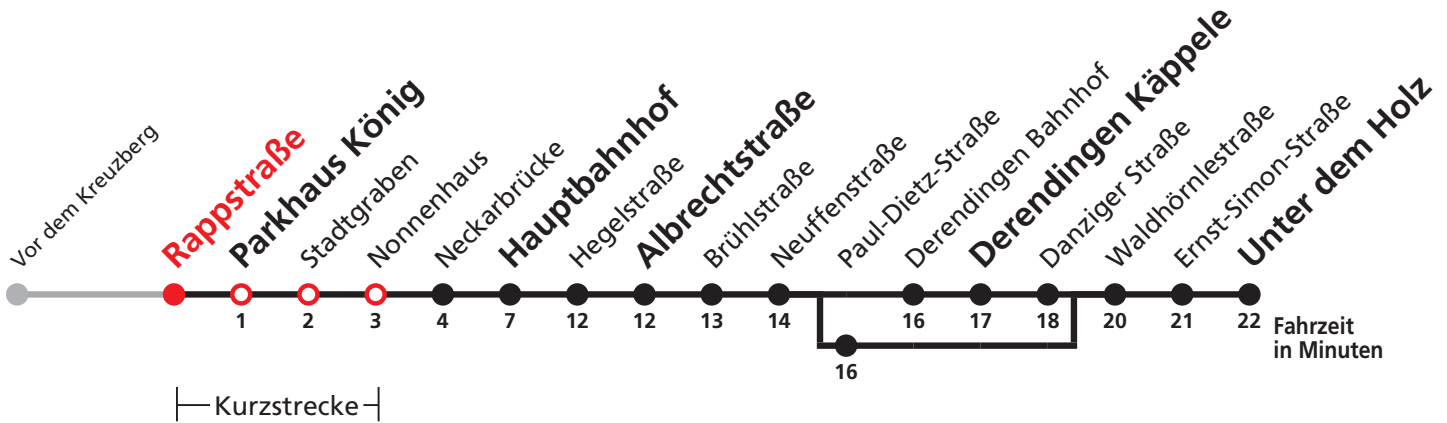 Vor dem Kreuzberg
Rappstraße
Parkhaus König
Stadtgraben
Nonnenhaus
Neckarbrücke
Hauptbahnhof
Hegelstraße
Albrechtstraße
Brühlstraße
Neuffenstraße
Paul-Dietz-Straße
Derendingen Bahnhof
Derendingen Käppele
Danziger Straße
Waldhörnlestraße
Ernst-Simon-Straße
Unter dem Holz
1 2 3 4 7 12 12 13 14 16 17 18 20 21 22
Fahrzeit
in Minuten
16
Kurzstrecke